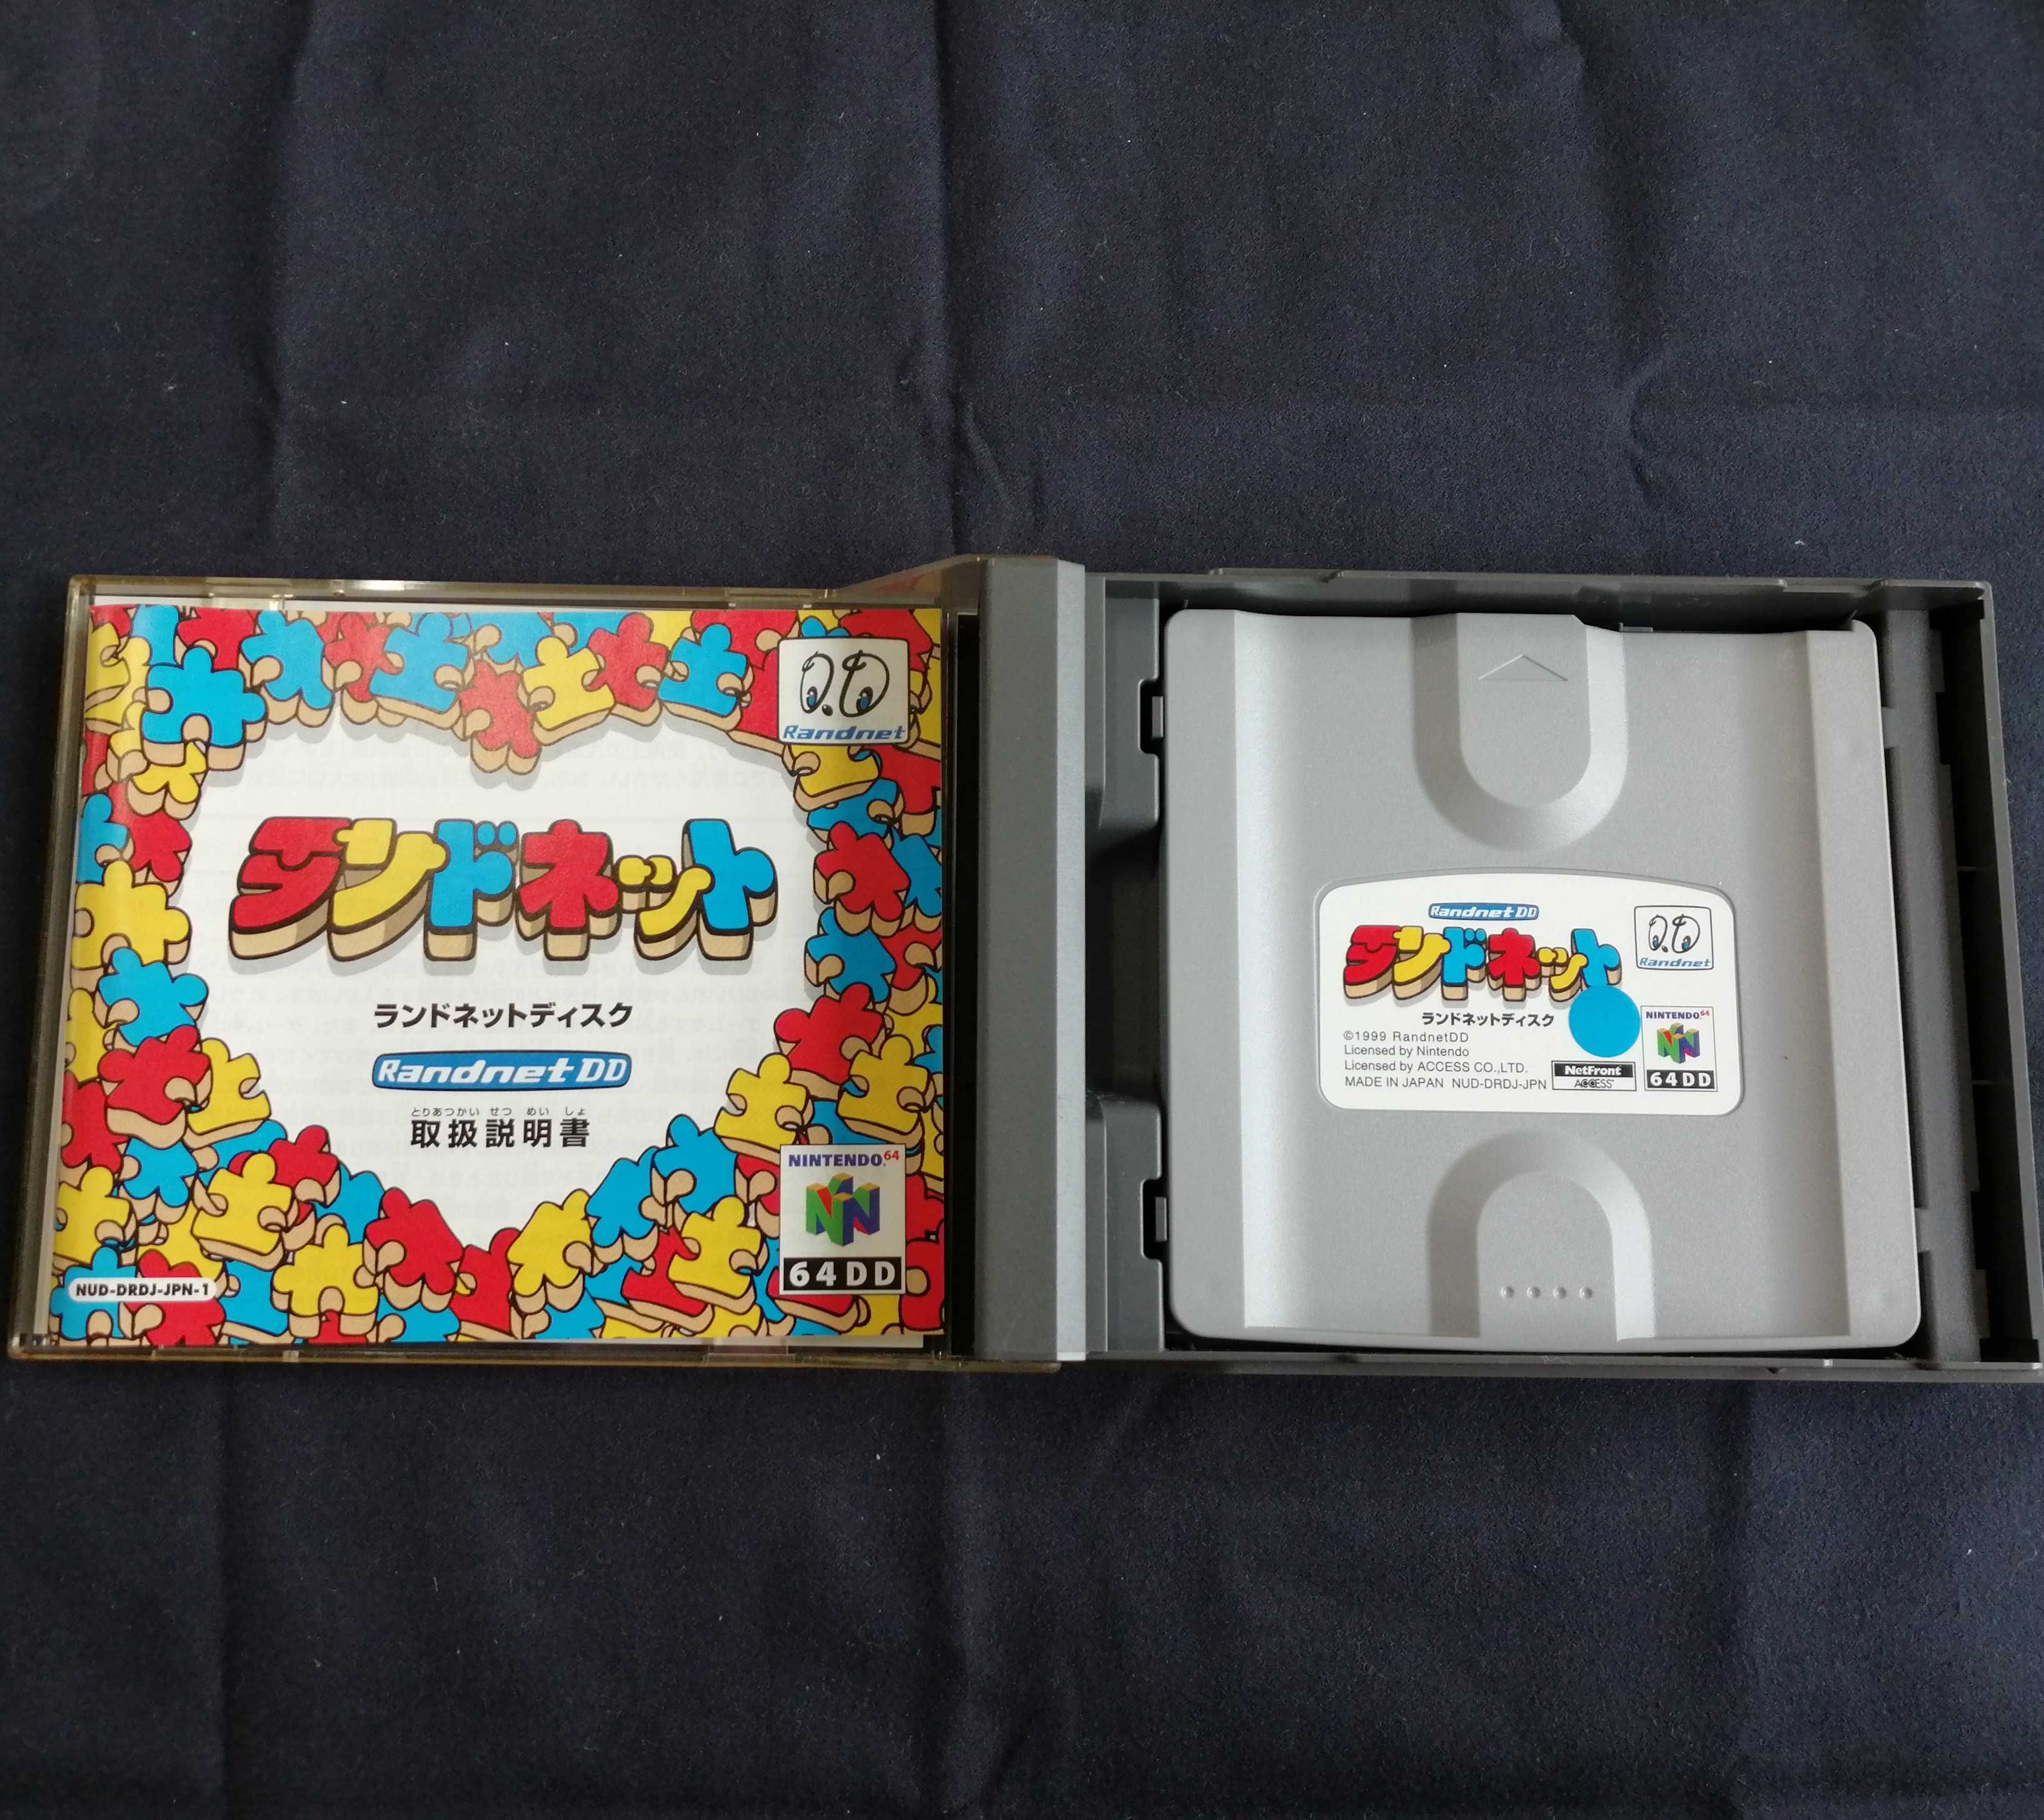 Randnet
ランドネット
ランドネットディスク
Randnet DD
とりあつかい せつ めい しょ
取扱説明書
NINTENDO 64
64DD
NUD-DRDJ-JPN-1
Randnet DD
ランドネット
Randnet
ランドネットディスク
©1999 RandnetDD
Licensed by Nintendo
Licensed by ACCESS CO.,LTD.
MADE IN JAPAN NUD-DRDJ-JPN
NetFront
ACCESS
NINTENDO 64
64DD